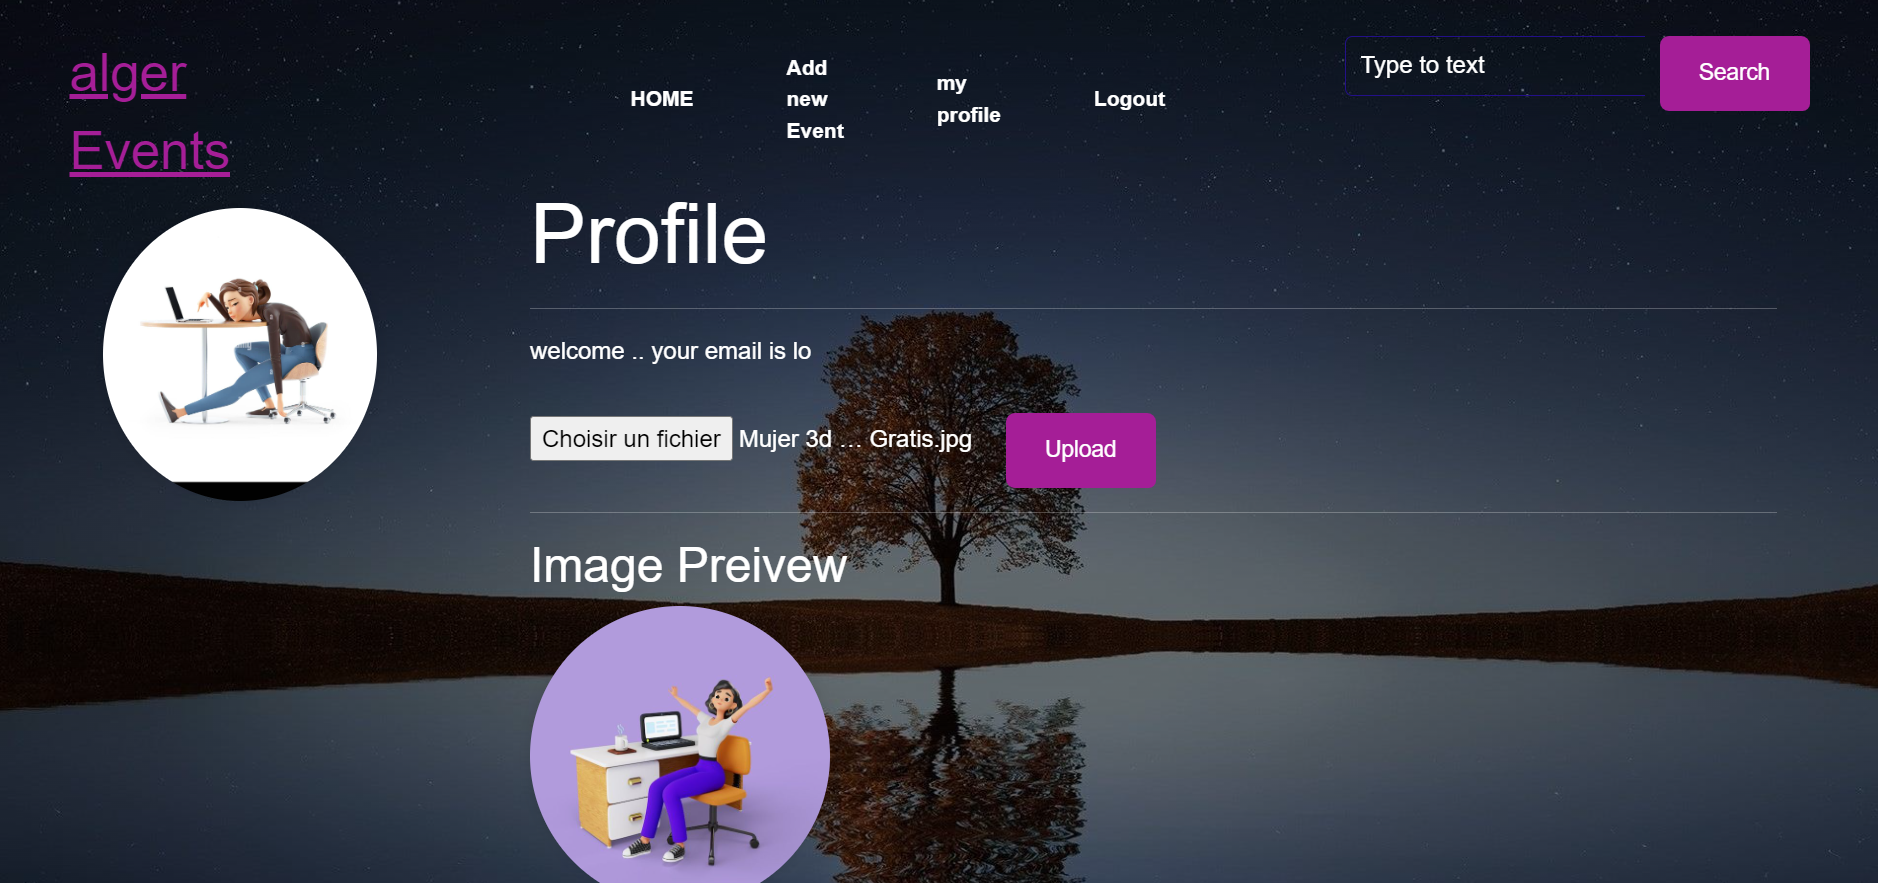 alger
Events
HOME
Add
new
Event
my
profile
Logout
Type to text
Search
Profile
welcome .. your email is lo
Choisir un fichier Mujer 3d … Gratis.jpg
Upload
Image Preivew